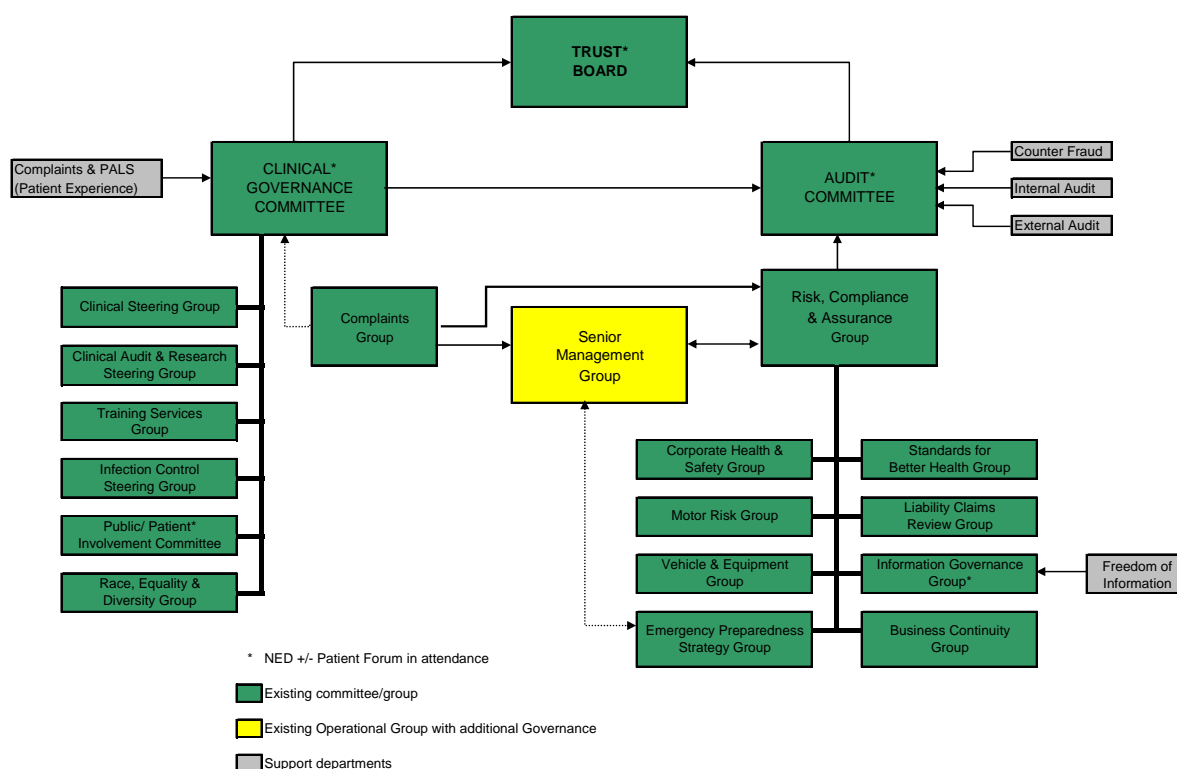 TRUST*
BOARD
Complaints & PALS
(Patient Experience)
CLINICAL*
GOVERNANCE
COMMITTEE
AUDIT*
COMMITTEE
Counter Fraud
Internal Audit
External Audit
Clinical Steering Group
Clinical Audit & Research
Steering Group
Training Services
Group
Infection Control
Steering Group
Public/ Patient*
Involvement Committee
Race, Equality &
Diversity Group
Complaints
Group
Senior
Management
Group
Risk, Compliance
& Assurance
Group
Corporate Health &
Safety Group
Standards for
Better Health Group
Motor Risk Group
Liability Claims
Review Group
Vehicle & Equipment
Group
Information Governance
Group*
Freedom of
Information
Emergency Preparedness
Strategy Group
Business Continuity
Group
* NED +/- Patient Forum in attendance
Existing committee/group
Existing Operational Group with additional Governance
Support departments